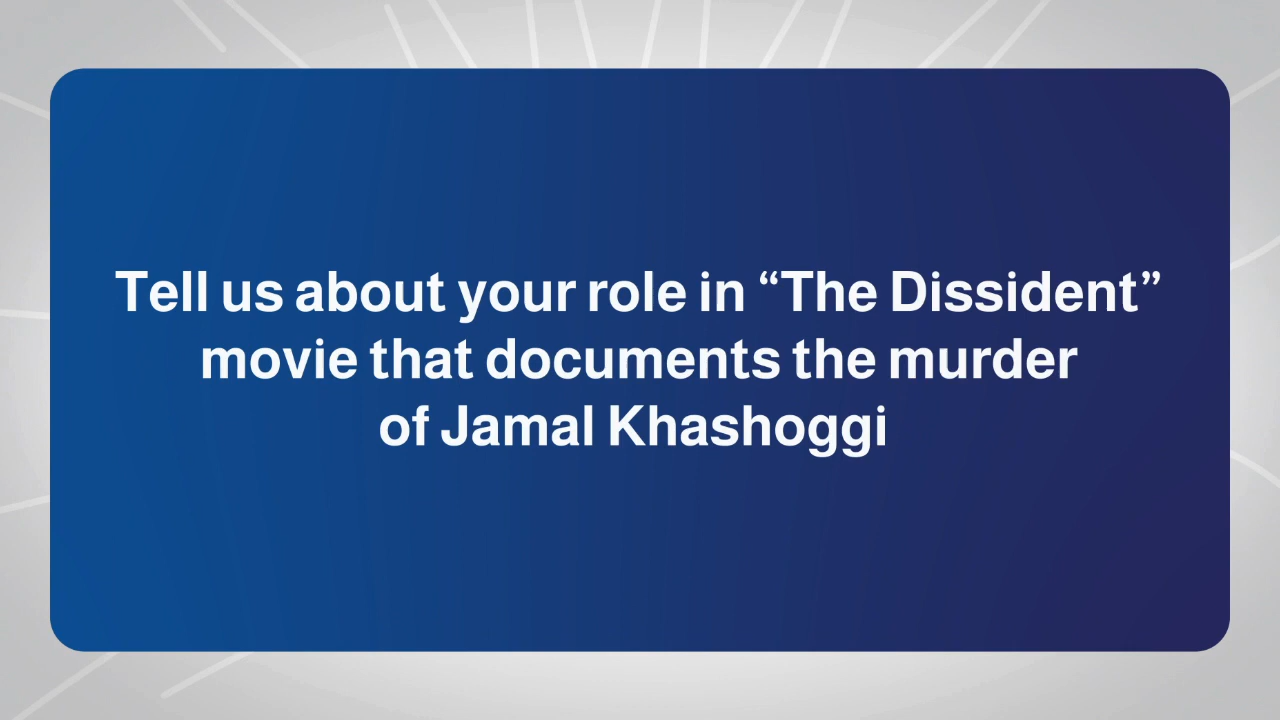 Tell us about your role in “The Dissident”
movie that documents the murder
of Jamal Khashoggi